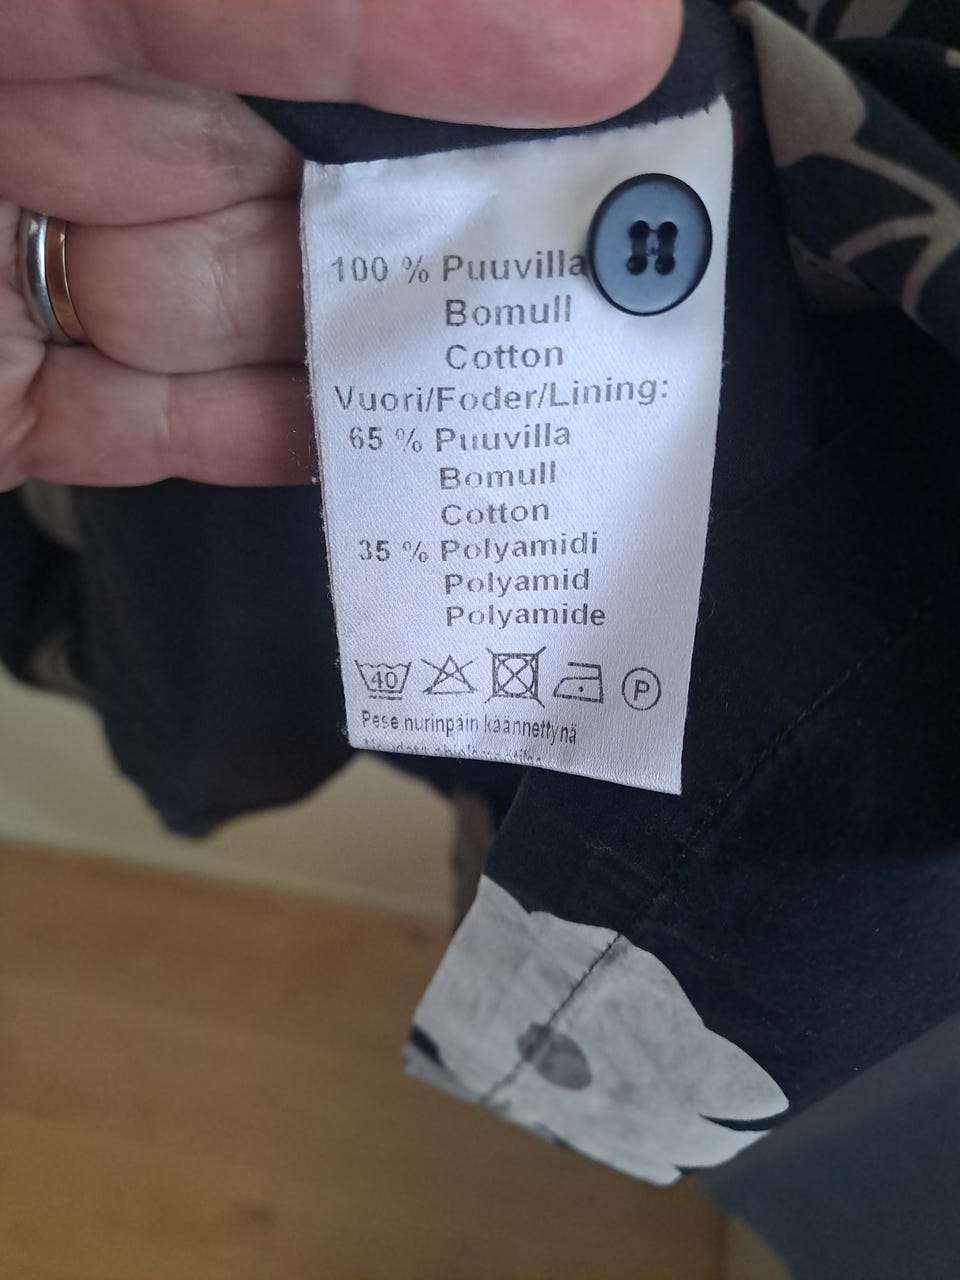 100 % Puuvilla
Bomull
Cotton
Vuori/Foder/Lining:
65 % Puuvilla
Bomull
Cotton
35 % Polyamidi
Polyamid
Polyamide
40 P
Pese nurinpäin käännettynä